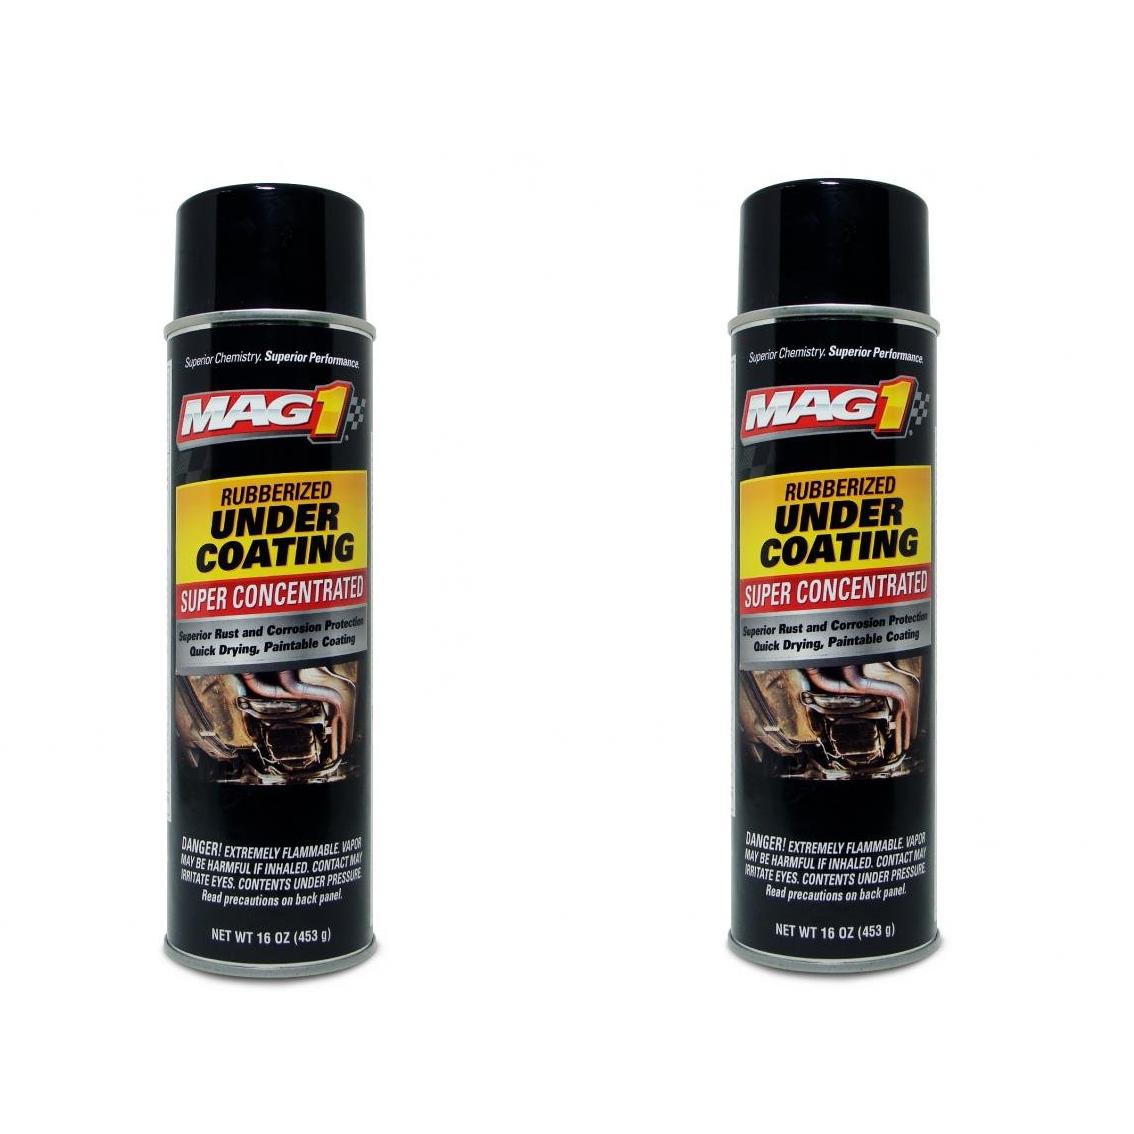 Superior Chemistry. Superior Performance.
MAG1
RUBBERIZED
UNDER
COATING
SUPER CONCENTRATED
Superior Rust and Corrosion Protection
Quick Drying, Paintable Coating
DANGER! EXTREMELY FLAMMABLE. VAPOR
MAY BE HARMFUL IF INHALED. CONTACT MAY
IRRITATE EYES. CONTENTS UNDER PRESSURE.
Read precautions on back panel.
NET WT 16 OZ (453 g)
Superior Chemistry. Superior Performance.
MAG1
RUBBERIZED
UNDER
COATING
SUPER CONCENTRATED
Superior Rust and Corrosion Protection
Quick Drying, Paintable Coating
DANGER! EXTREMELY FLAMMABLE. VAPOR
MAY BE HARMFUL IF INHALED. CONTACT MAY
IRRITATE EYES. CONTENTS UNDER PRESSURE.
Read precautions on back panel.
NET WT 16 OZ (453 g)